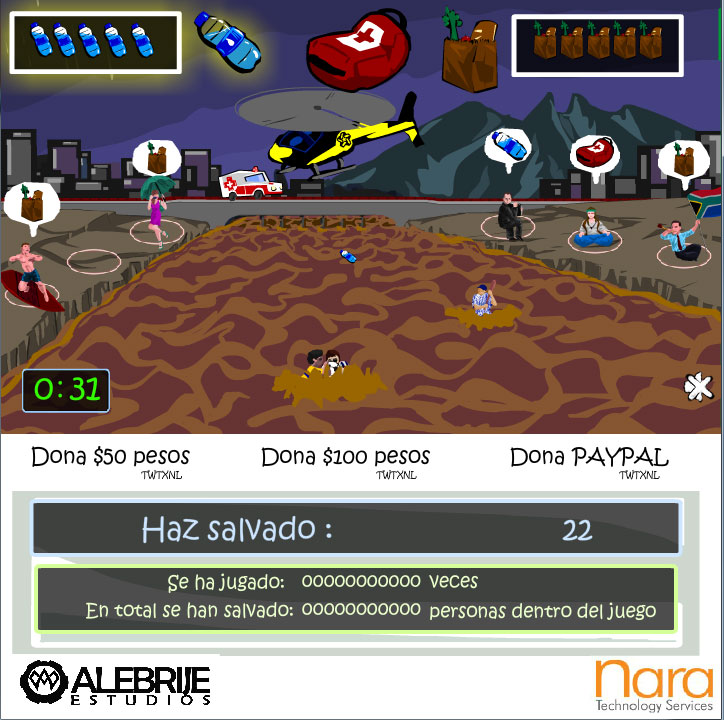 0:31
Dona $50 pesos
TWTXNL
Dona $100 pesos
TWTXNL
Dona PAYPAL
TWTXNL
Haz salvado : 22
Se ha jugado: 00000000000 veces
En total se han salvado: 00000000000 personas dentro del juego
ALEBRIJE
ESTUDIOS
nara
Technology Services